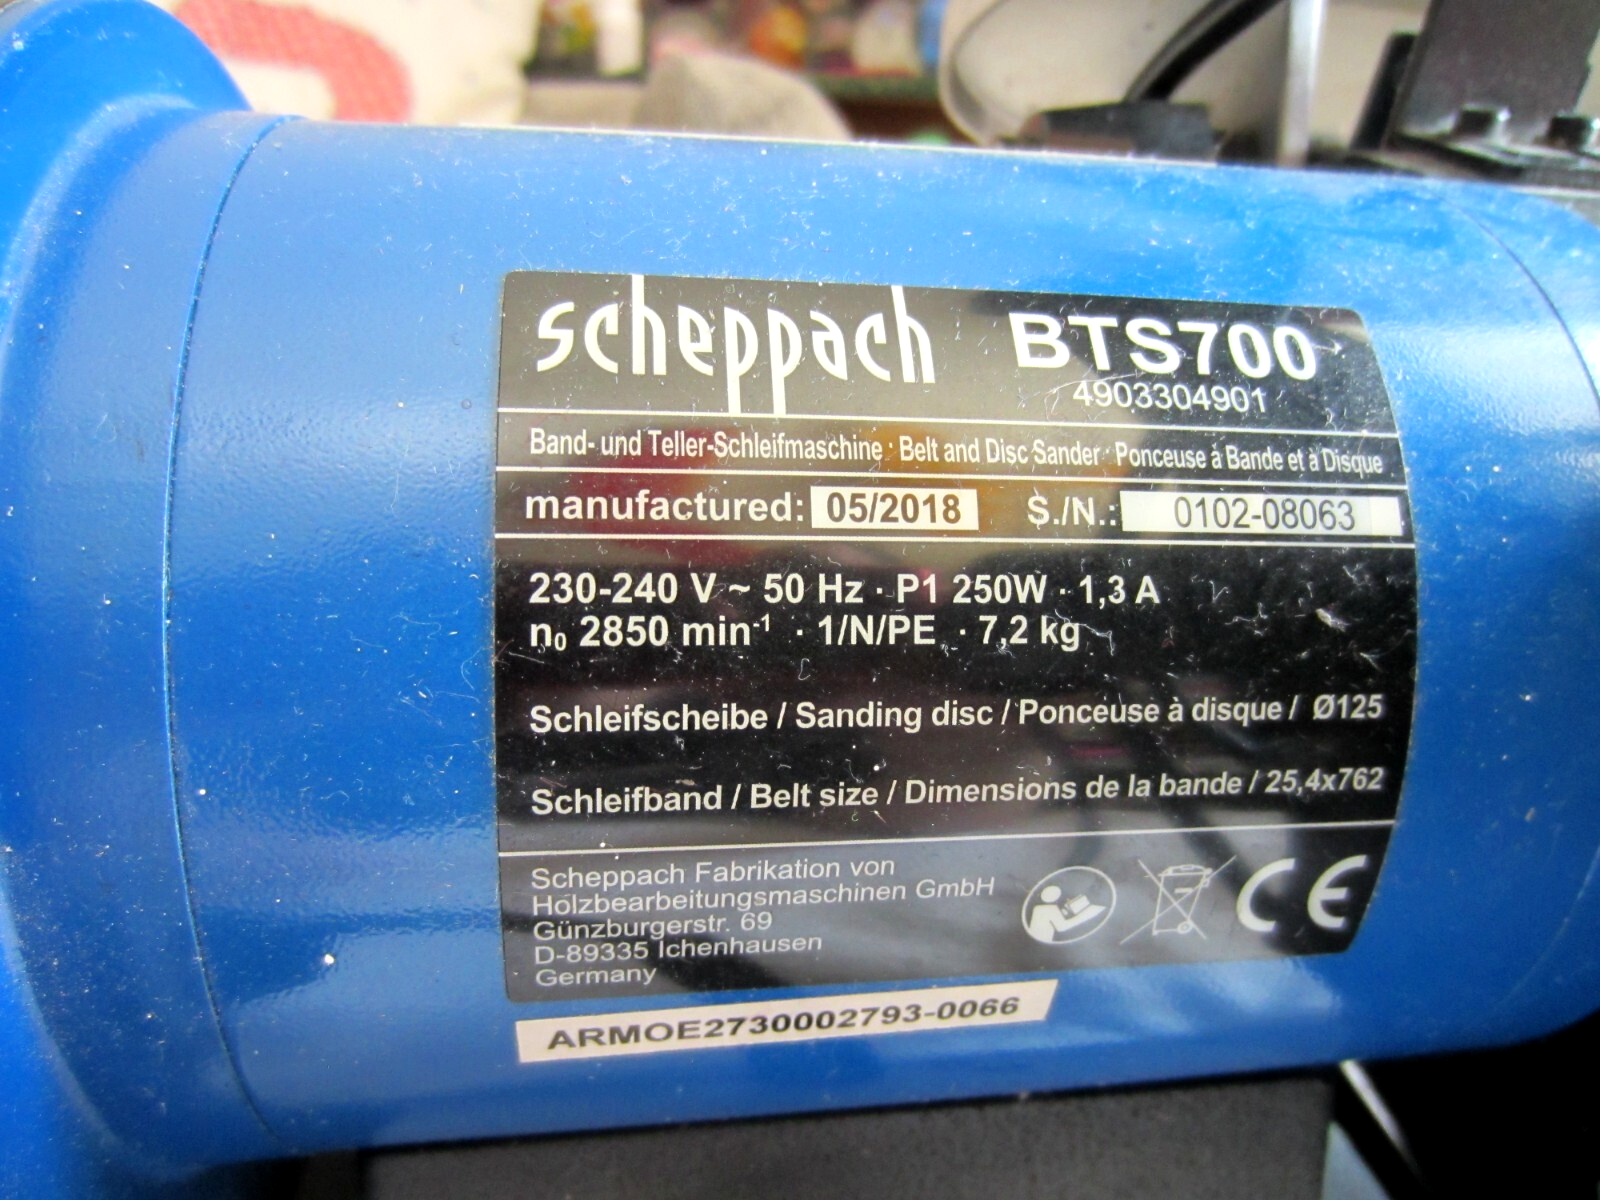 scheppach BTS700
4903304901
Band- und Teller-Schleifmaschine · Belt and Disc Sander · Ponceuse à Bande et à Disque
manufactured: 05/2018 S./N.: 0102-08063
230-240 V ~ 50 Hz · P1 250W · 1,3 A
n₀ 2850 min⁻¹ · 1/N/PE · 7,2 kg
Schleifscheibe / Sanding disc / Ponceuse à disque / Ø125
Schleifband / Belt size / Dimensions de la bande / 25,4x762
Scheppach Fabrikation von
Holzbearbeitungsmaschinen GmbH
Günzburgerstr. 69
D-89335 Ichenhausen
Germany
CE
ARMOE2730002793-0066